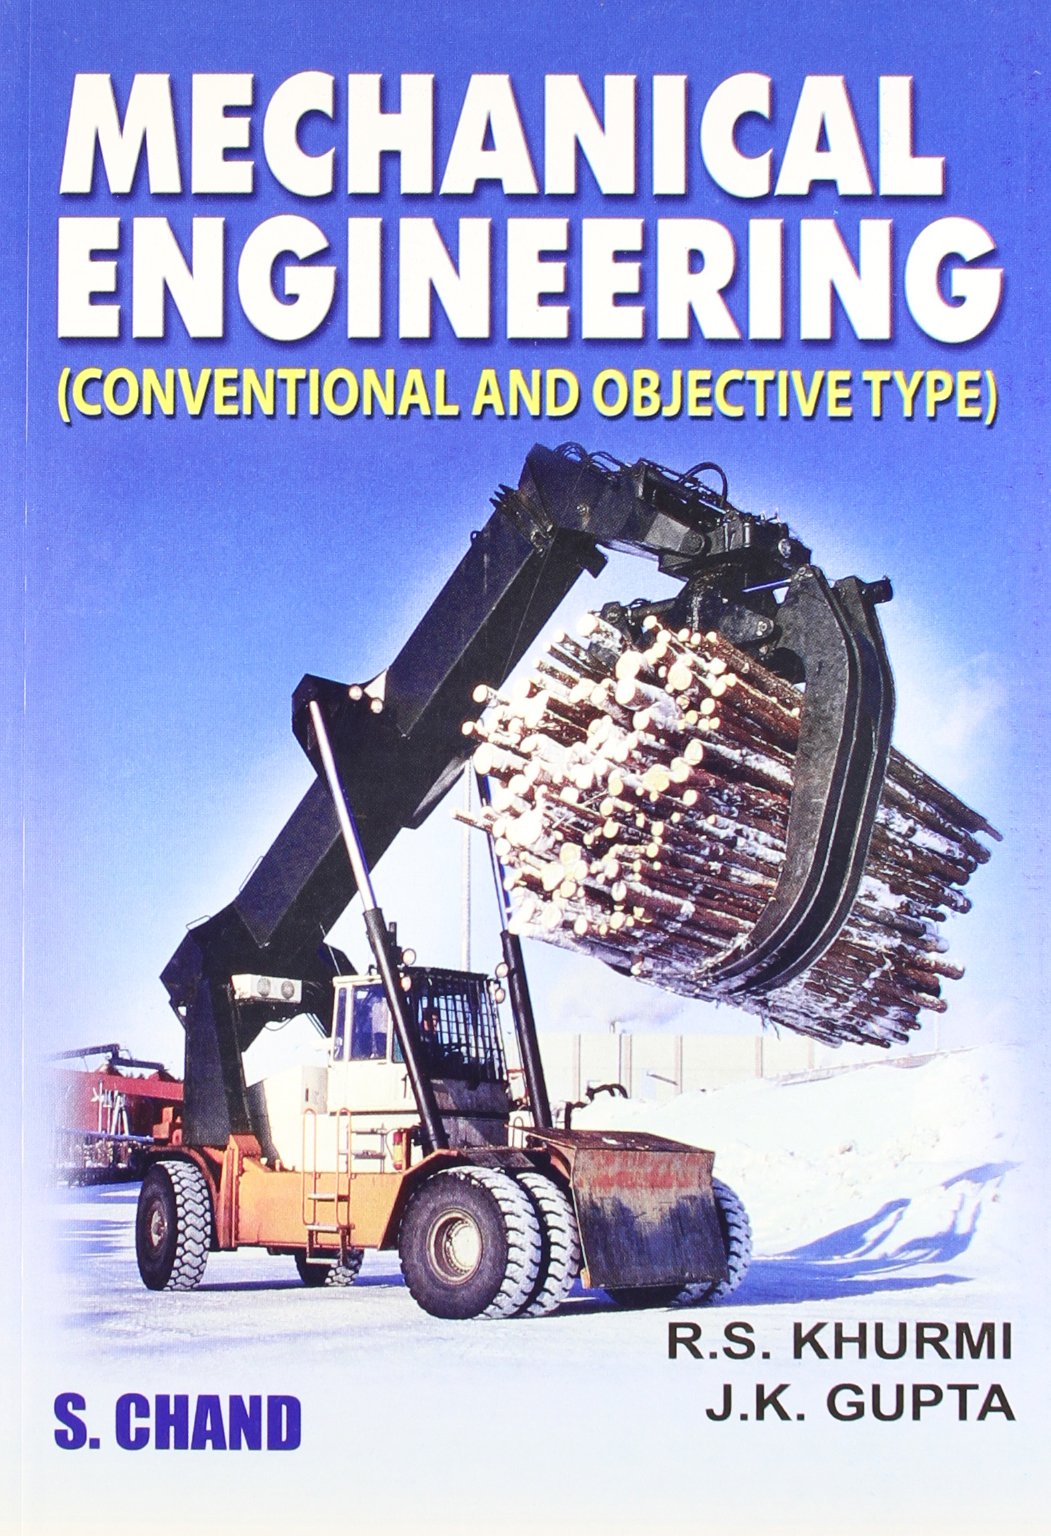 MECHANICAL
ENGINEERING
(CONVENTIONAL AND OBJECTIVE TYPE)
R.S. KHURMI
J.K. GUPTA
S. CHAND